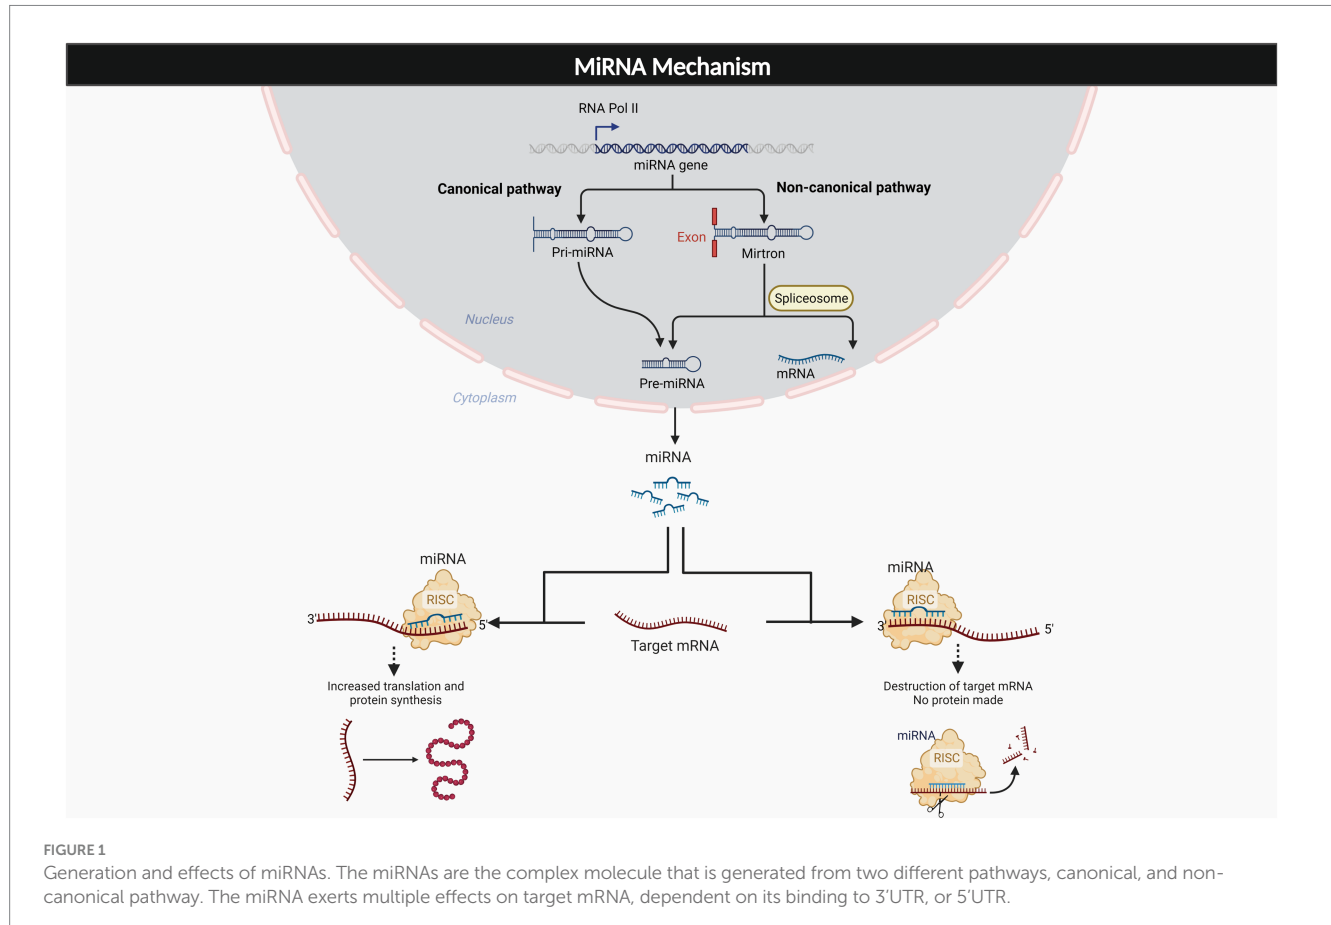 MiRNA Mechanism
RNA Pol II
miRNA gene
Canonical pathway
Non-canonical pathway
Exon
Pri-miRNA
Mirtron
Spliceosome
Nucleus
Pre-miRNA
mRNA
Cytoplasm
miRNA
miRNA
RISC
3'
5'
Target mRNA
miRNA
RISC
3'
5'
Increased translation and
protein synthesis
Destruction of target mRNA
No protein made
miRNA
RISC
FIGURE 1
Generation and effects of miRNAs. The miRNAs are the complex molecule that is generated from two different pathways, canonical, and non-
canonical pathway. The miRNA exerts multiple effects on target mRNA, dependent on its binding to 3’UTR, or 5’UTR.